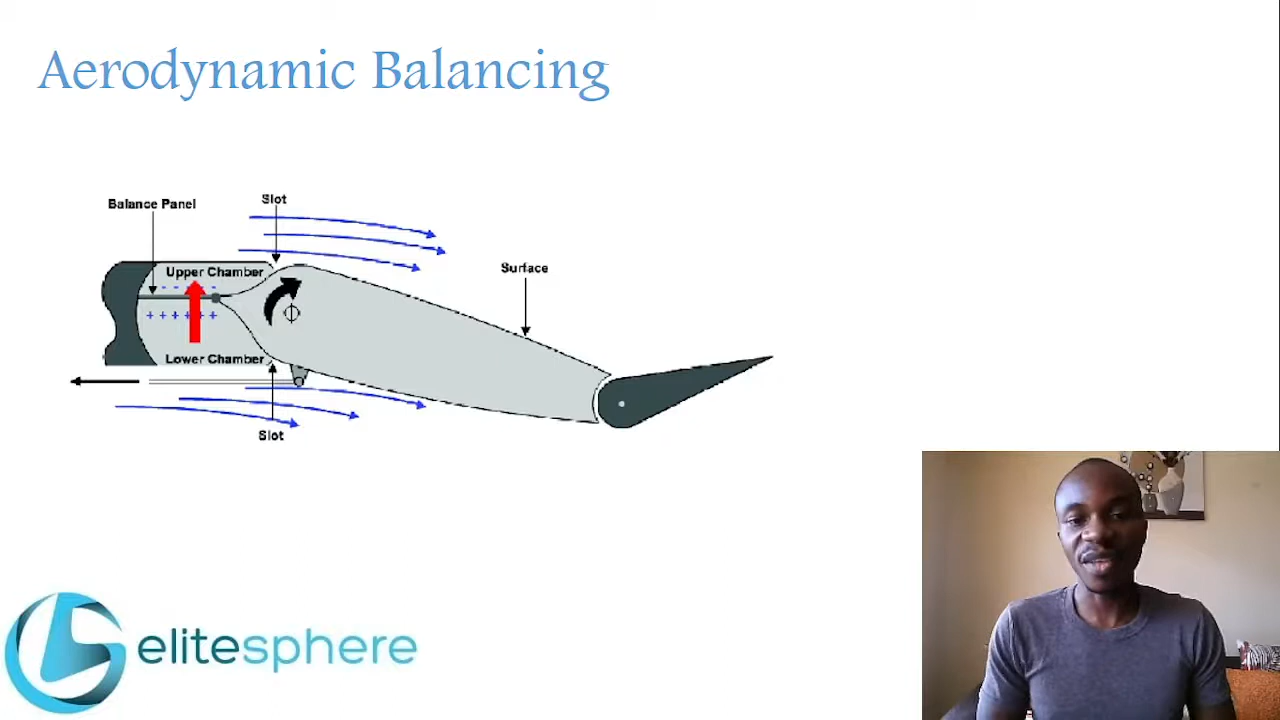 Aerodynamic Balancing
Balance Panel
Slot
Upper Chamber
Surface
- - - -
+ + + + + +
Lower Chamber
Slot
elitesphere